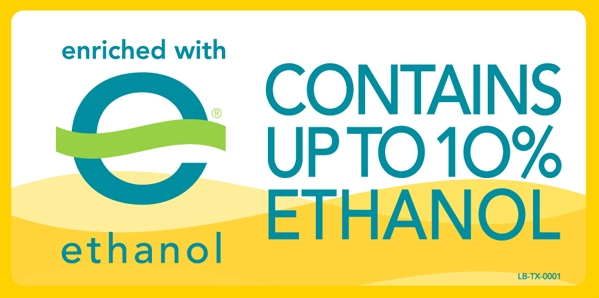 enriched with
e®
ethanol
CONTAINS
UP TO 10%
ETHANOL
LB-TX-0001